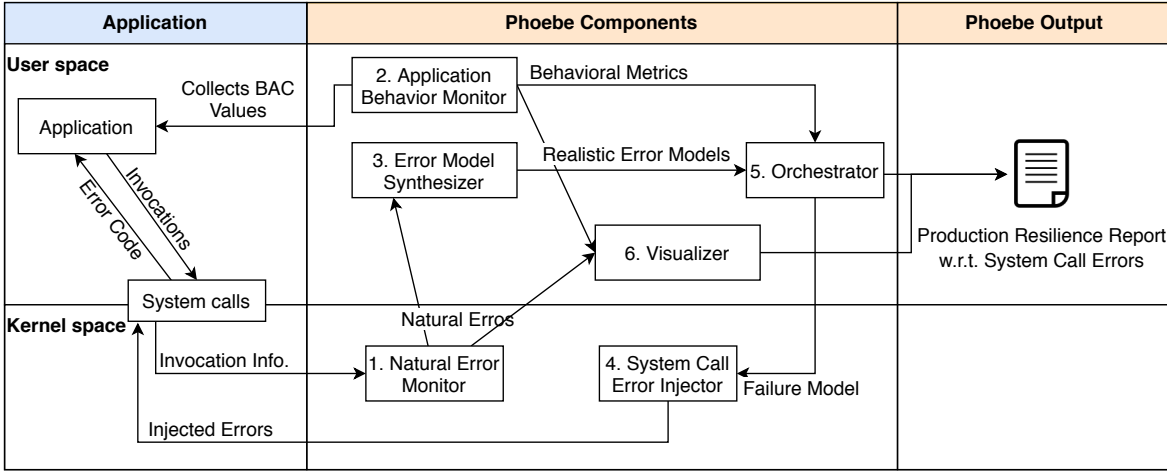 Application
Phoebe Components
Phoebe Output
User space
Collects BAC
Values
2. Application
Behavior Monitor
Behavioral Metrics
Application
3. Error Model
Synthesizer
Realistic Error Models
5. Orchestrator
Invocations
Error Code
6. Visualizer
Production Resilience Report
w.r.t. System Call Errors
System calls
Kernel space
Natural Erros
Invocation Info.
1. Natural Error
Monitor
4. System Call
Error Injector
Failure Model
Injected Errors